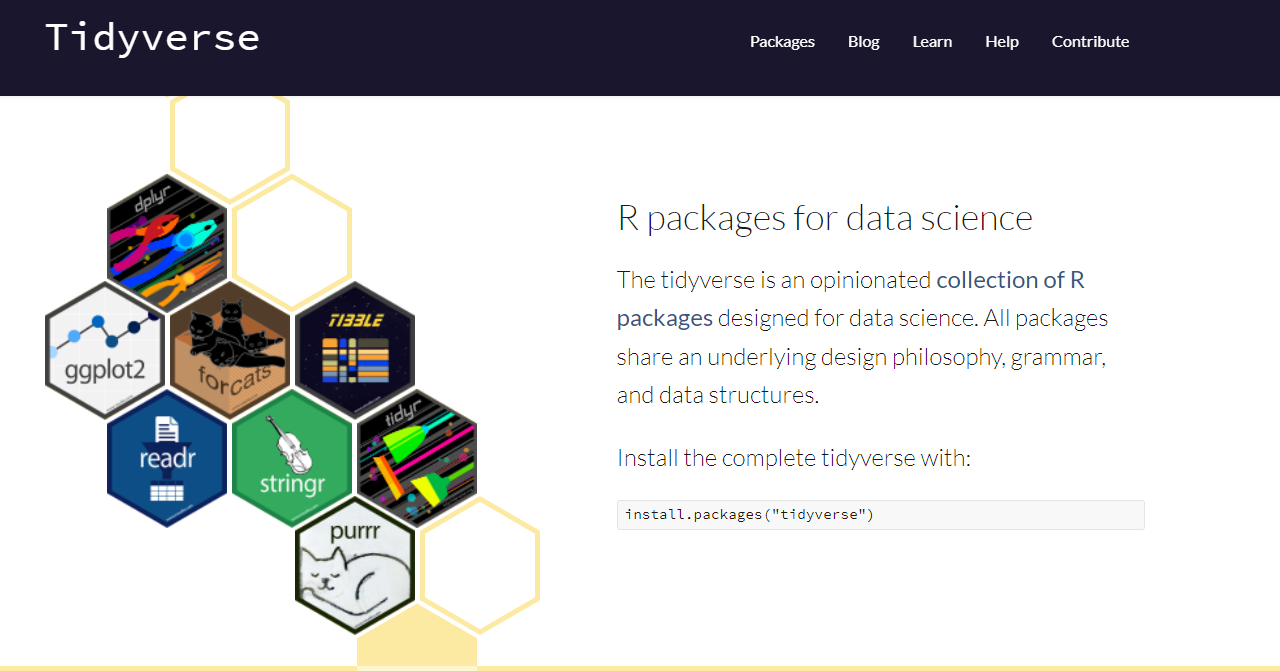 Tidyverse
Packages
Blog
Learn
Help
Contribute
dplyr
ggplot2
forcats
TIBBLE
readr
stringr
tidyr
purrr
R packages for data science
The tidyverse is an opinionated collection of R
packages designed for data science. All packages
share an underlying design philosophy, grammar,
and data structures.
Install the complete tidyverse with:
install.packages("tidyverse")